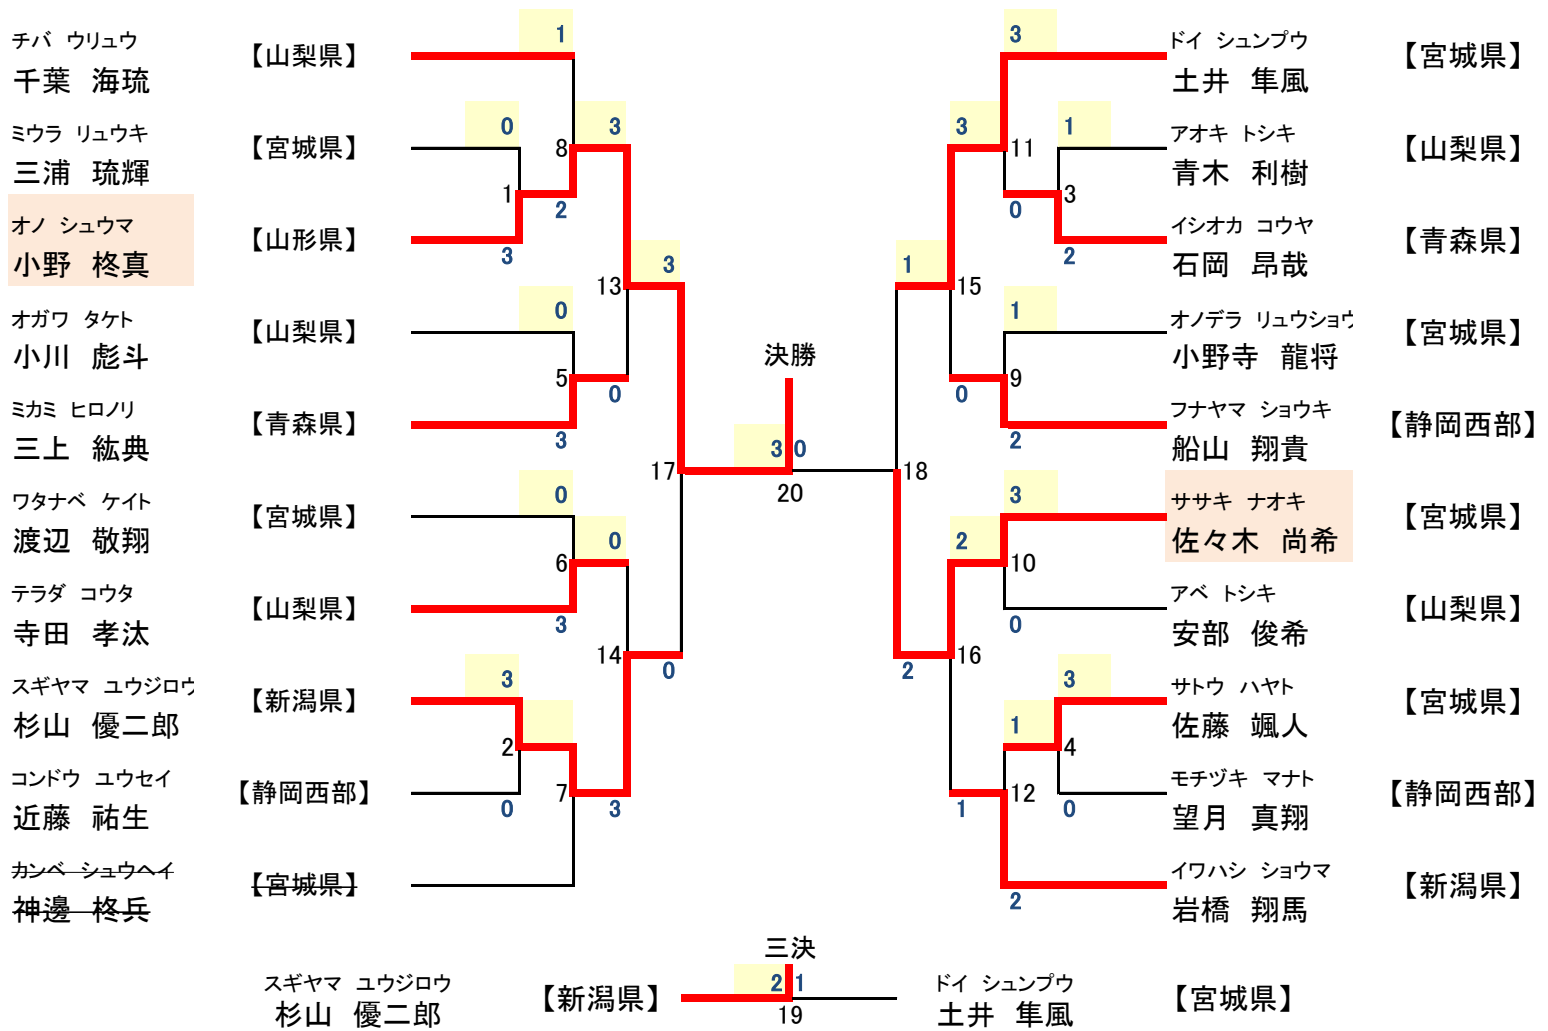 チバ ウリュウ
千葉 海琉
【山梨県】
1
ミウラ リュウキ
三浦 琉輝
【宮城県】
0
8
3
1
2
オノ シュウマ
小野 柊真
【山形県】
3
13
3
オガワ タケト
小川 彪斗
【山梨県】
0
5
0
ミカミ ヒロノリ
三上 紘典
【青森県】
3
17
ワタナベ ケイト
渡辺 敬翔
【宮城県】
0
6
0
テラダ コウタ
寺田 孝汰
【山梨県】
3
14
0
スギヤマ ユウジロウ
杉山 優二郎
【新潟県】
3
2
コンドウ ユウセイ
近藤 祐生
【静岡西部】
0
7
3
カンベ シュウヘイ
神邊 柊兵
【宮城県】
決勝
3 0
20
3
ドイ シュンプウ
土井 隼風
【宮城県】
3
11
1
アオキ トシキ
青木 利樹
【山梨県】
0
3
イシオカ コウヤ
石岡 昂哉
【青森県】
2
1
15
1
オノデラ リュウショウ
小野寺 龍将
【宮城県】
0
9
フナヤマ ショウキ
船山 翔貴
【静岡西部】
2
18
3
ササキ ナオキ
佐々木 尚希
【宮城県】
2
10
アベ トシキ
安部 俊希
【山梨県】
0
2
16
3
サトウ ハヤト
佐藤 颯人
【宮城県】
1
4
モチヅキ マナト
望月 真翔
【静岡西部】
1
12
0
イワハシ ショウマ
岩橋 翔馬
【新潟県】
2
三決
スギヤマ ユウジロウ
杉山 優二郎
【新潟県】
2 1
19
ドイ シュンプウ
土井 隼風
【宮城県】